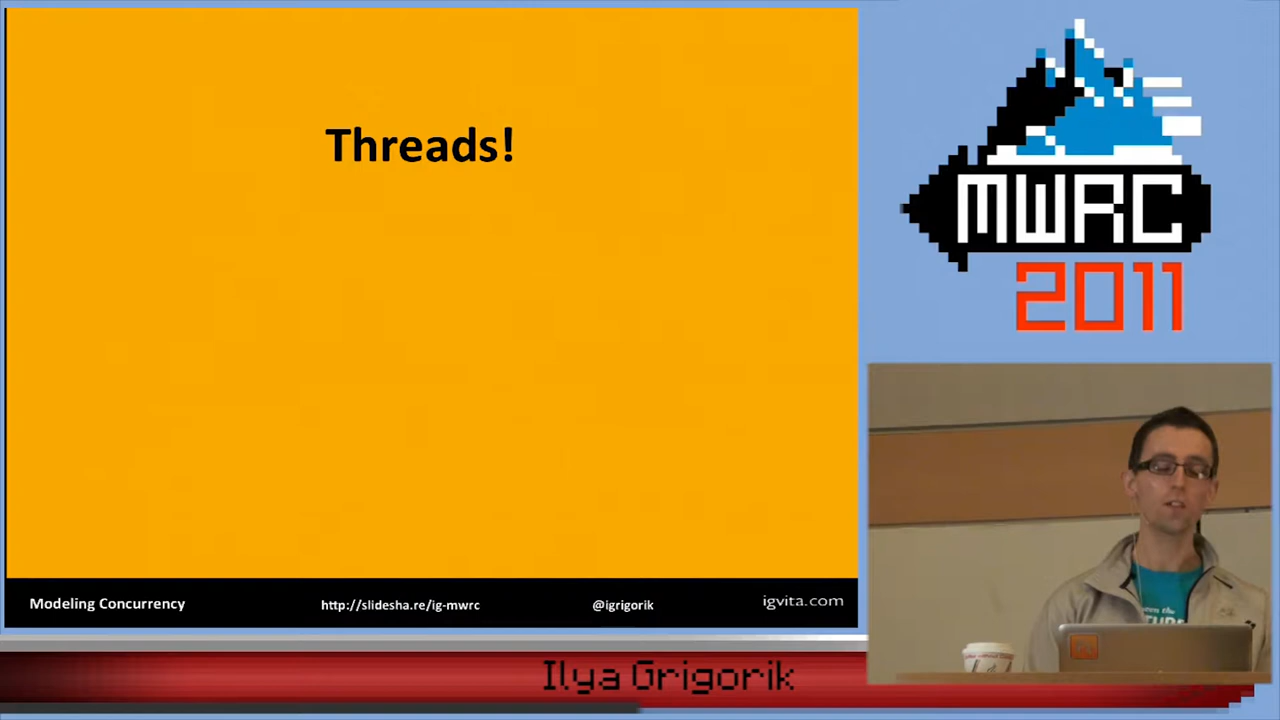 Threads!
Modeling Concurrency
http://slidesha.re/ig-mwrc
@igrigorik
igvita.com
MWRC
2011
Ilya Grigorik